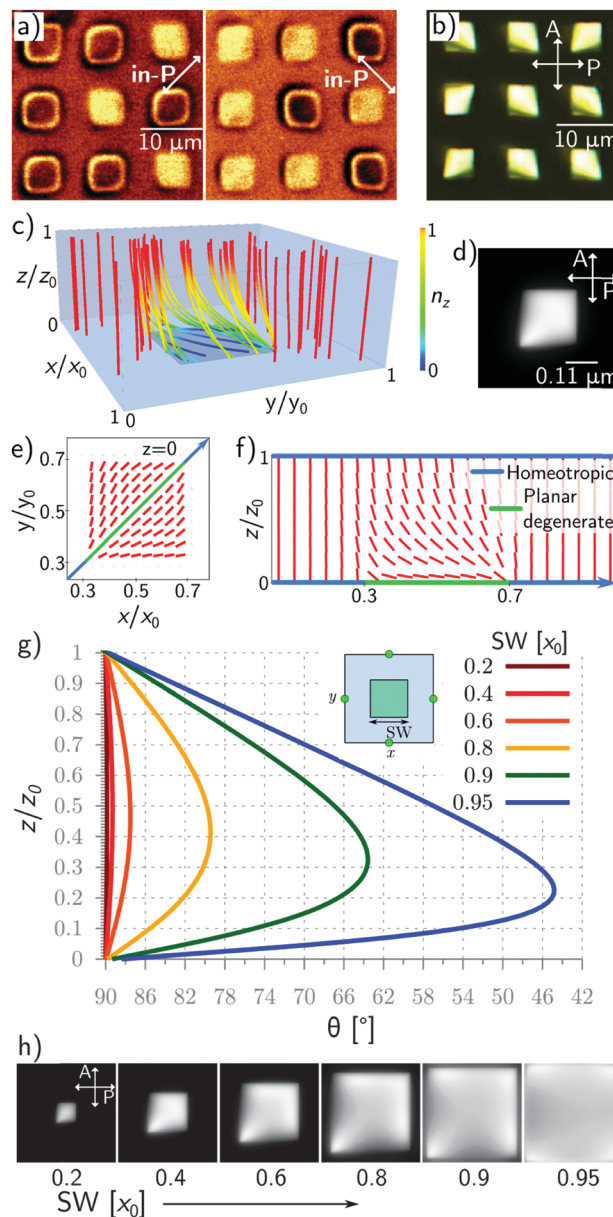 a)
in-P
10 μm
in-P
b)
A
P
10 μm
c)
1
z/z0
0
x/x0
1
0
y/y0
1
1
nz
0
d)
A
P
0.11 μm
e)
z=0
0.7
0.5
0.3
y/y0
0.3 0.5 0.7
x/x0
f)
1
z/z0
0
Homeotropic
Planar
degenerate
0.3 0.7
g)
1
0.9
0.8
0.7
0.6
0.5
0.4
0.3
0.2
0.1
0
z/z0
90 86 82 78 74 70 66 62 58 54 50 46 42
θ [°]
y
SW
x
SW [x0]
0.2
0.4
0.6
0.8
0.9
0.95
h)
A
P
0.2 0.4 0.6 0.8 0.9 0.95
SW [x0]